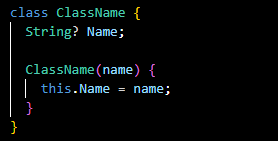 class ClassName {
  String? Name;

  ClassName(name) {
    this.Name = name;
  }
}